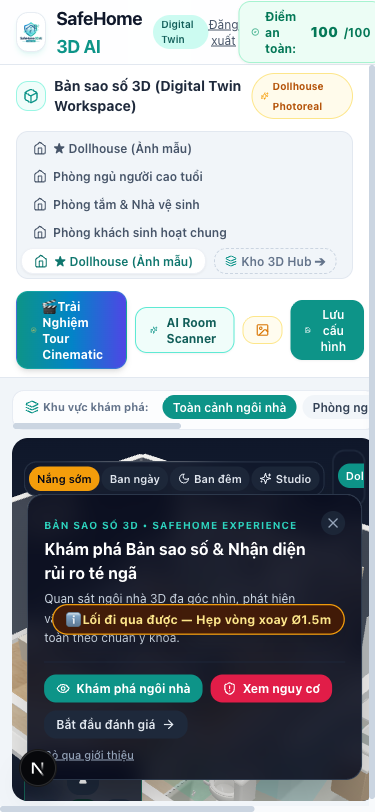 SafeHome
3D AI
Digital
Twin
Đăng
xuất
Điểm
an
toàn:
100 /100
Bản sao số 3D (Digital Twin
Workspace)
Dollhouse
Photoreal
★ Dollhouse (Ảnh mẫu)
Phòng ngủ người cao tuổi
Phòng tắm & Nhà vệ sinh
Phòng khách sinh hoạt chung
★ Dollhouse (Ảnh mẫu)
Kho 3D Hub ➔
🎬Trải
Nghiệm
Tour
Cinematic
AI Room
Scanner
Lưu
cấu
hình
Khu vực khám phá:
Toàn cảnh ngôi nhà
Phòng ng
Nắng sớm
Ban ngày
Ban đêm
Studio
Dol
BẢN SAO SỐ 3D • SAFEHOME EXPERIENCE
Khám phá Bản sao số & Nhận diện
rủi ro té ngã
Quan sát ngôi nhà 3D đa góc nhìn, phát hiện
ℹ️Lối đi qua được — Hẹp vòng xoay Ø1.5m
toàn theo chuẩn y khoa.
Khám phá ngôi nhà
Xem nguy cơ
Bắt đầu đánh giá →
Bỏ qua giới thiệu
N